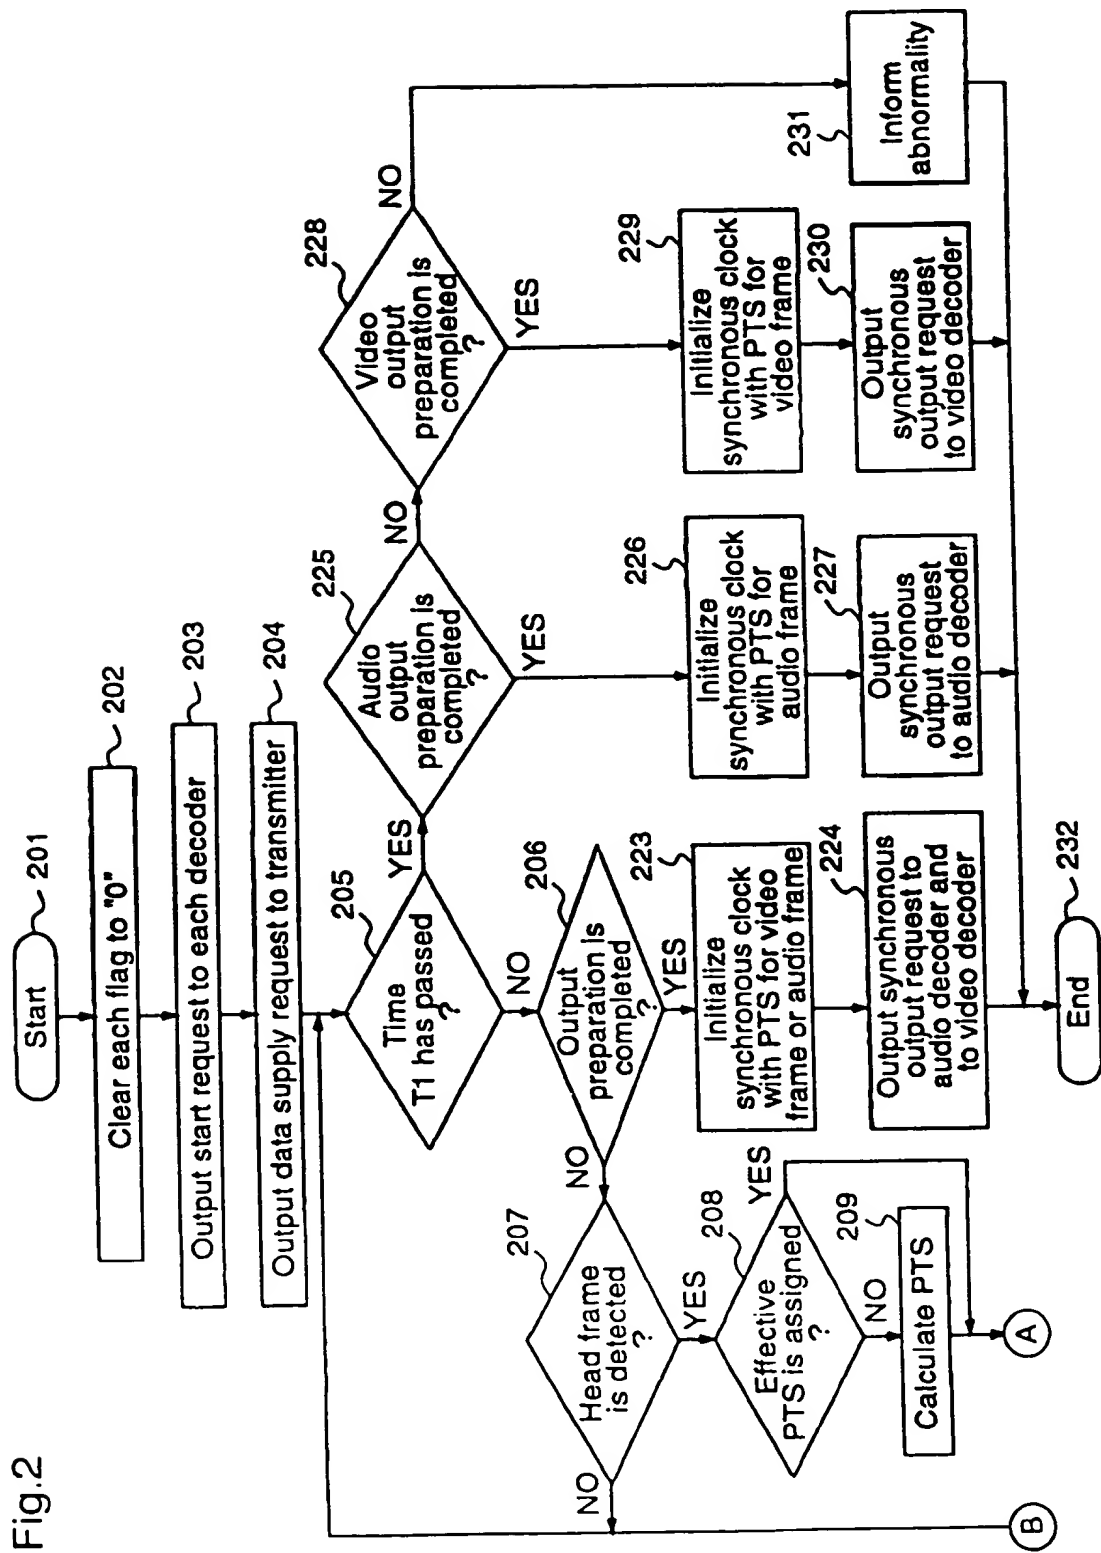 Fig.2
Start
201
Clear each flag to "0"
202
Output start request to each decoder
203
Output data supply request to transmitter
204
Time
T1 has passed
?
205
YES
NO
Audio
output
preparation is
completed
?
225
NO
YES
Video
output
preparation is
completed
?
228
NO
YES
Output
preparation is
completed
?
206
NO
YES
Head frame
is detected
?
207
NO
YES
Effective
PTS is assigned
?
208
YES
NO
Calculate PTS
209
A
B
Initialize
synchronous clock
with PTS for video
frame or audio frame
223
Output synchronous
output request to
audio decoder and
to video decoder
224
Initialize
synchronous clock
with PTS for
audio frame
226
Output
synchronous
output request
to audio decoder
227
Initialize
synchronous clock
with PTS for
video frame
229
Output
synchronous
output request
to video decoder
230
Inform
abnormality
231
End
232